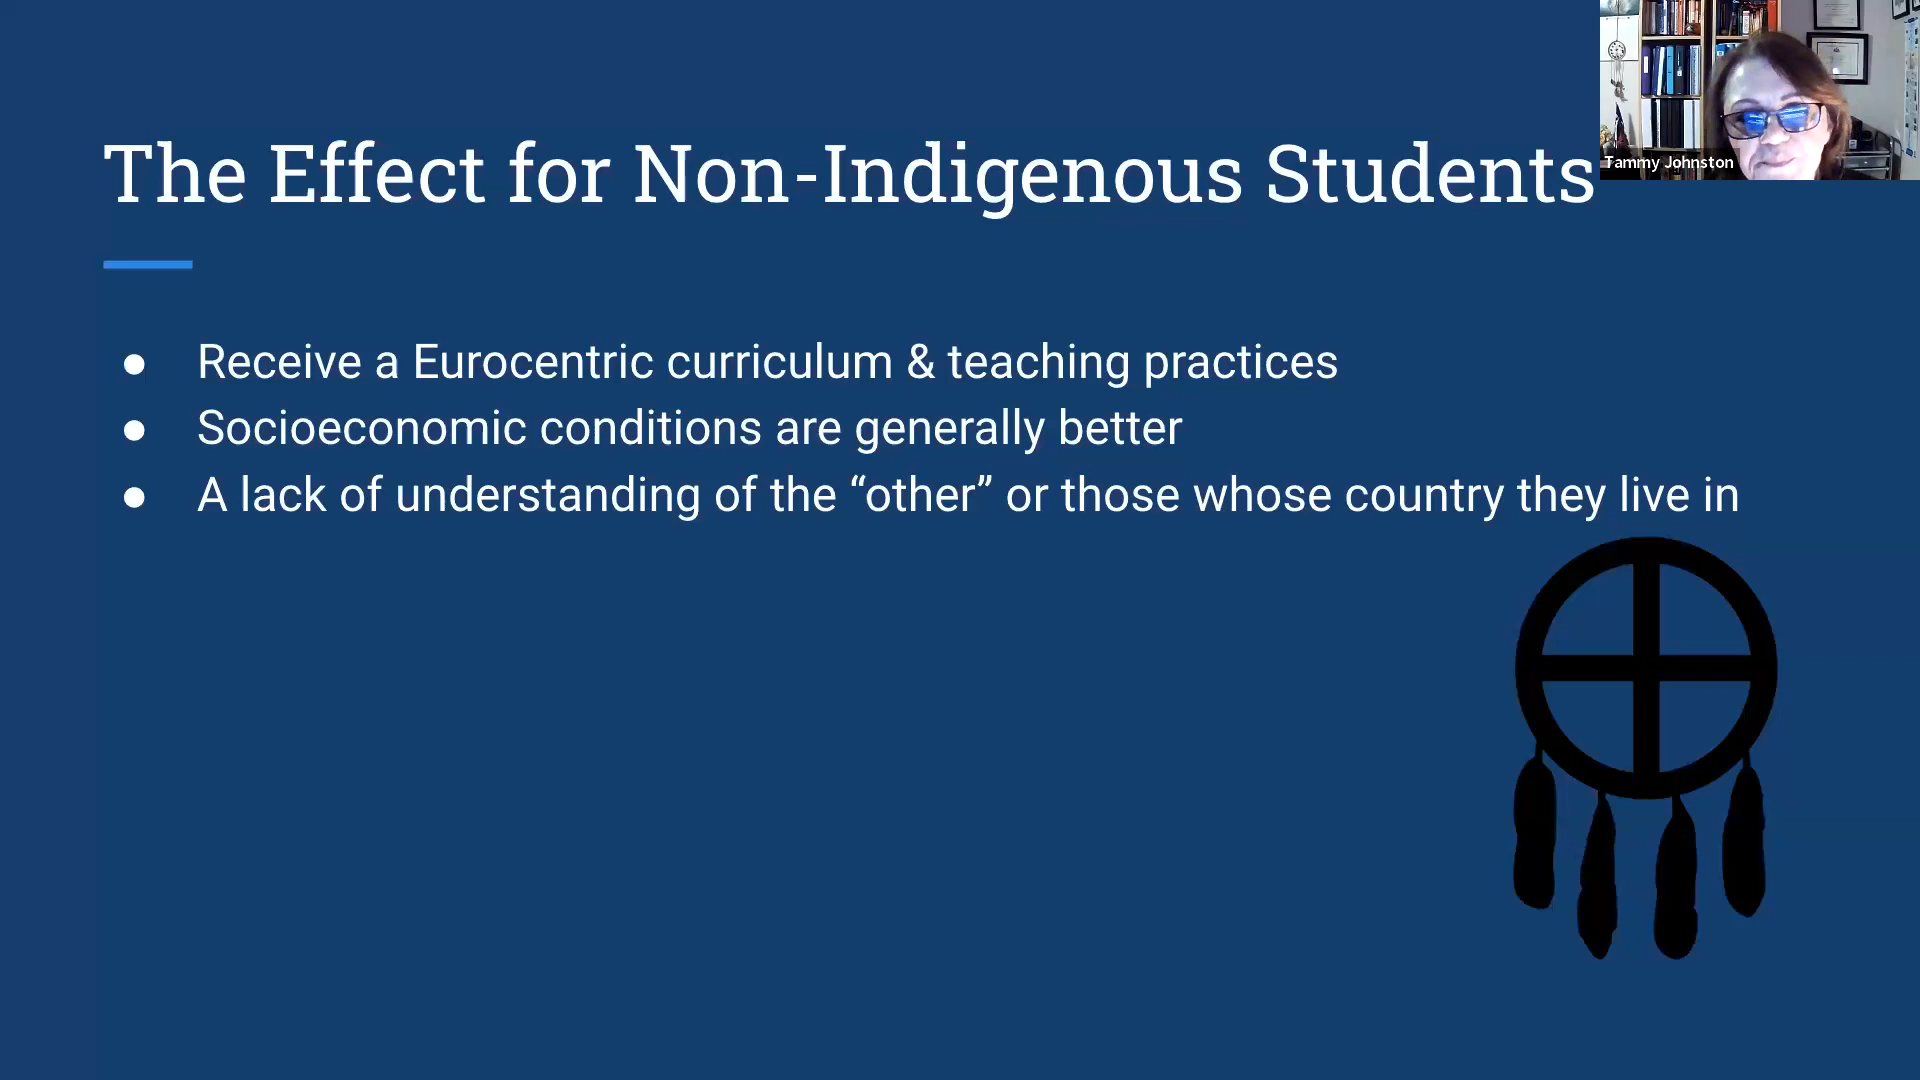 The Effect for Non-Indigenous Students
Tammy Johnston
● Receive a Eurocentric curriculum & teaching practices
● Socioeconomic conditions are generally better
● A lack of understanding of the “other” or those whose country they live in